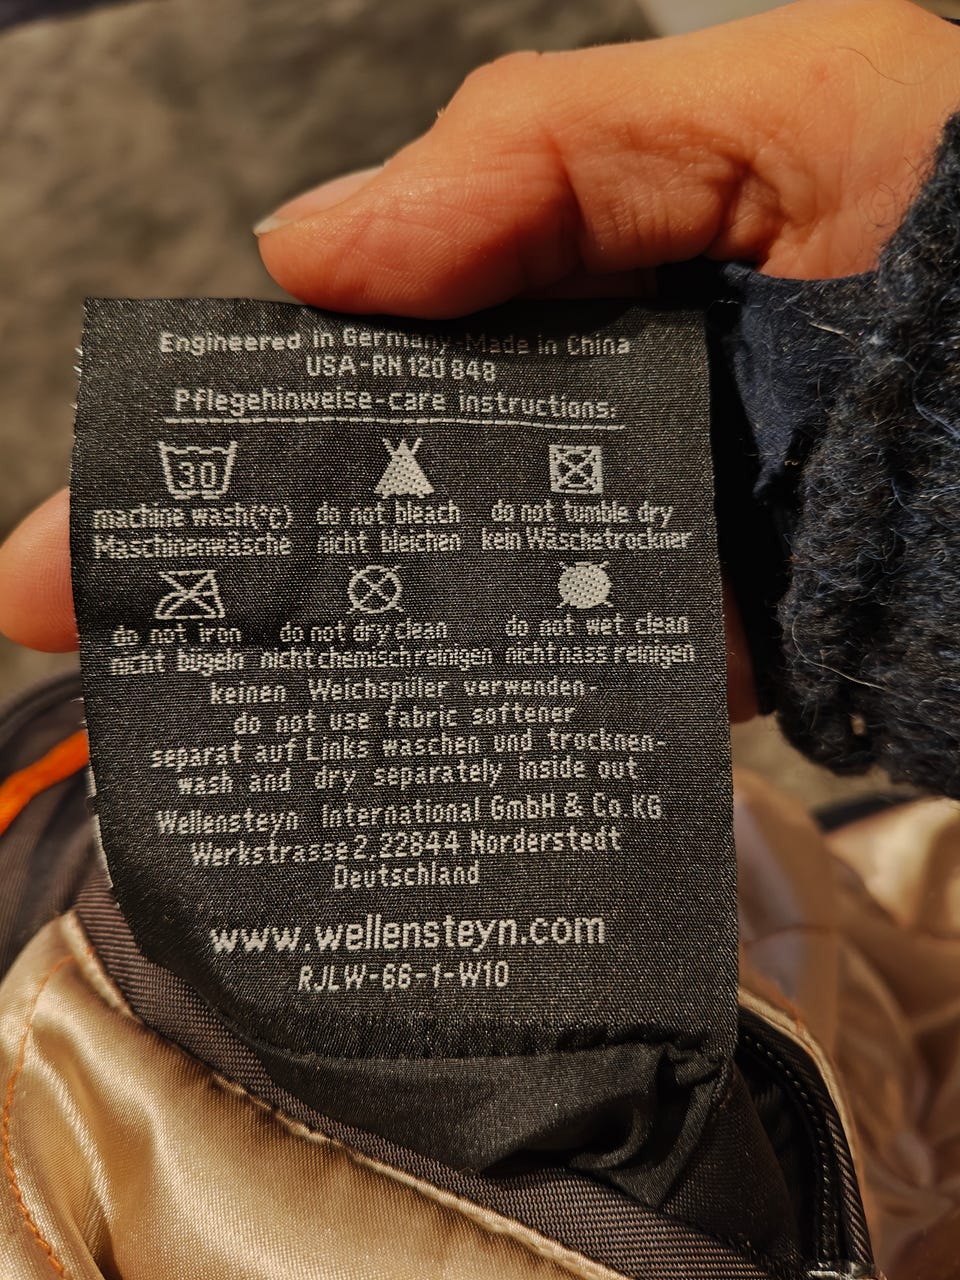 Engineered in Germany-Made in China
USA-RN 120 848
Pflegehinweise-care instructions:
30
machine wash(°c) do not bleach do not tumble dry
Maschinenwäsche nicht bleichen kein Wäschetrockner
do not iron do not dry clean do not wet clean
nicht bügeln nicht chemisch reinigen nicht nass reinigen
keinen Weichspüler verwenden-
do not use fabric softener
separat auf Links waschen und trocknen-
wash and dry separately inside out
Wellensteyn International GmbH & Co.KG
Werkstrasse 2, 22844 Norderstedt
Deutschland
www.wellensteyn.com
RJLW-66-1-W10